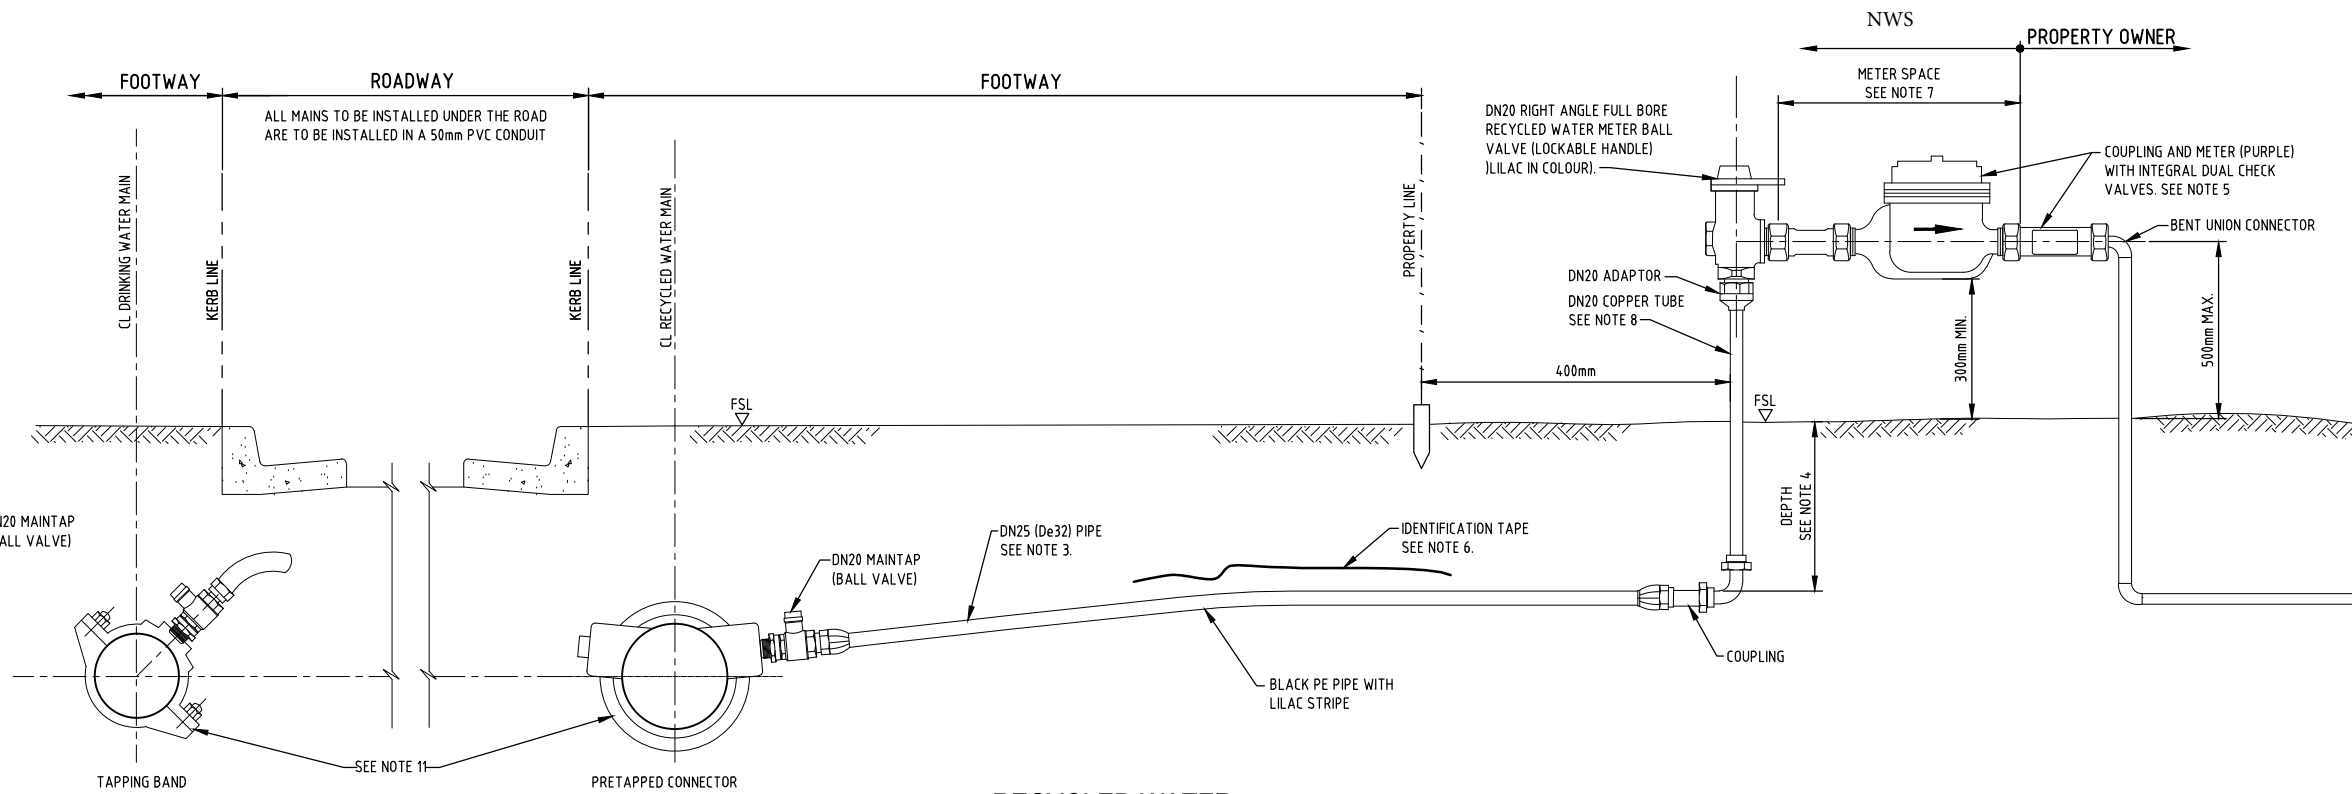 NWS
PROPERTY OWNER
FOOTWAY
ROADWAY
FOOTWAY
METER SPACE
SEE NOTE 7
ALL MAINS TO BE INSTALLED UNDER THE ROAD
ARE TO BE INSTALLED IN A 50mm PVC CONDUIT
DN20 RIGHT ANGLE FULL BORE
RECYCLED WATER METER BALL
VALVE (LOCKABLE HANDLE)
)LILAC IN COLOUR).
COUPLING AND METER (PURPLE)
WITH INTEGRAL DUAL CHECK
VALVES. SEE NOTE 5
BENT UNION CONNECTOR
CL DRINKING WATER MAIN
KERB LINE
KERB LINE
CL RECYCLED WATER MAIN
PROPERTY LINE
DN20 ADAPTOR
DN20 COPPER TUBE
SEE NOTE 8
300mm MIN.
500mm MAX.
400mm
FSL
FSL
DEPTH
SEE NOTE 4
N20 MAINTAP
ALL VALVE)
DN20 MAINTAP
(BALL VALVE)
DN25 (De32) PIPE
SEE NOTE 3.
IDENTIFICATION TAPE
SEE NOTE 6.
COUPLING
BLACK PE PIPE WITH
LILAC STRIPE
SEE NOTE 11
TAPPING BAND
PRETAPPED CONNECTOR
RECYCLED WATER